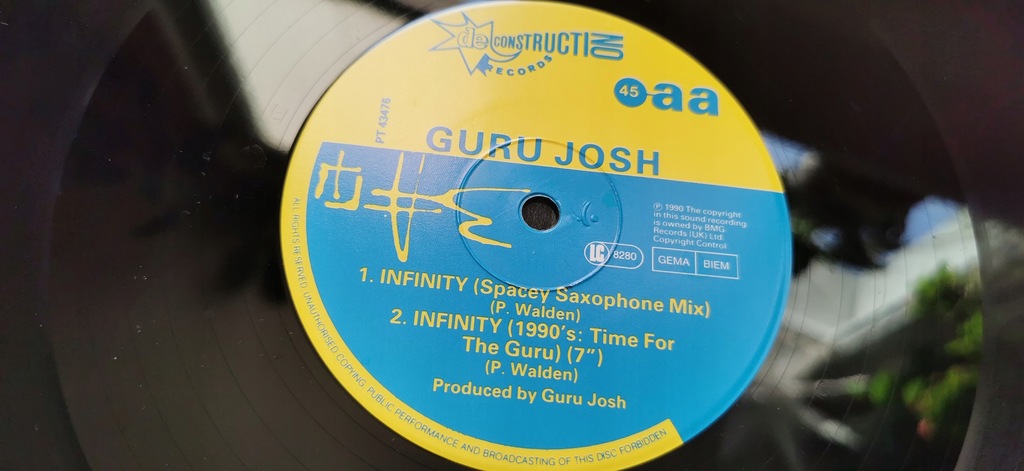 deCONSTRUCTION
RECORDS
45 aa
PT 43476
GURU JOSH
℗ 1990 The copyright
in this sound recording
is owned by BMG
Records (UK) Ltd.
Copyright Control
LC 8280
GEMA BIEM
1. INFINITY (Spacey Saxophone Mix)
(P. Walden)
2. INFINITY (1990's: Time For
The Guru) (7")
(P. Walden)
Produced by Guru Josh
ALL RIGHTS RESERVED. UNAUTHORISED COPYING, PUBLIC PERFORMANCE AND BROADCASTING OF THIS DISC FORBIDDEN